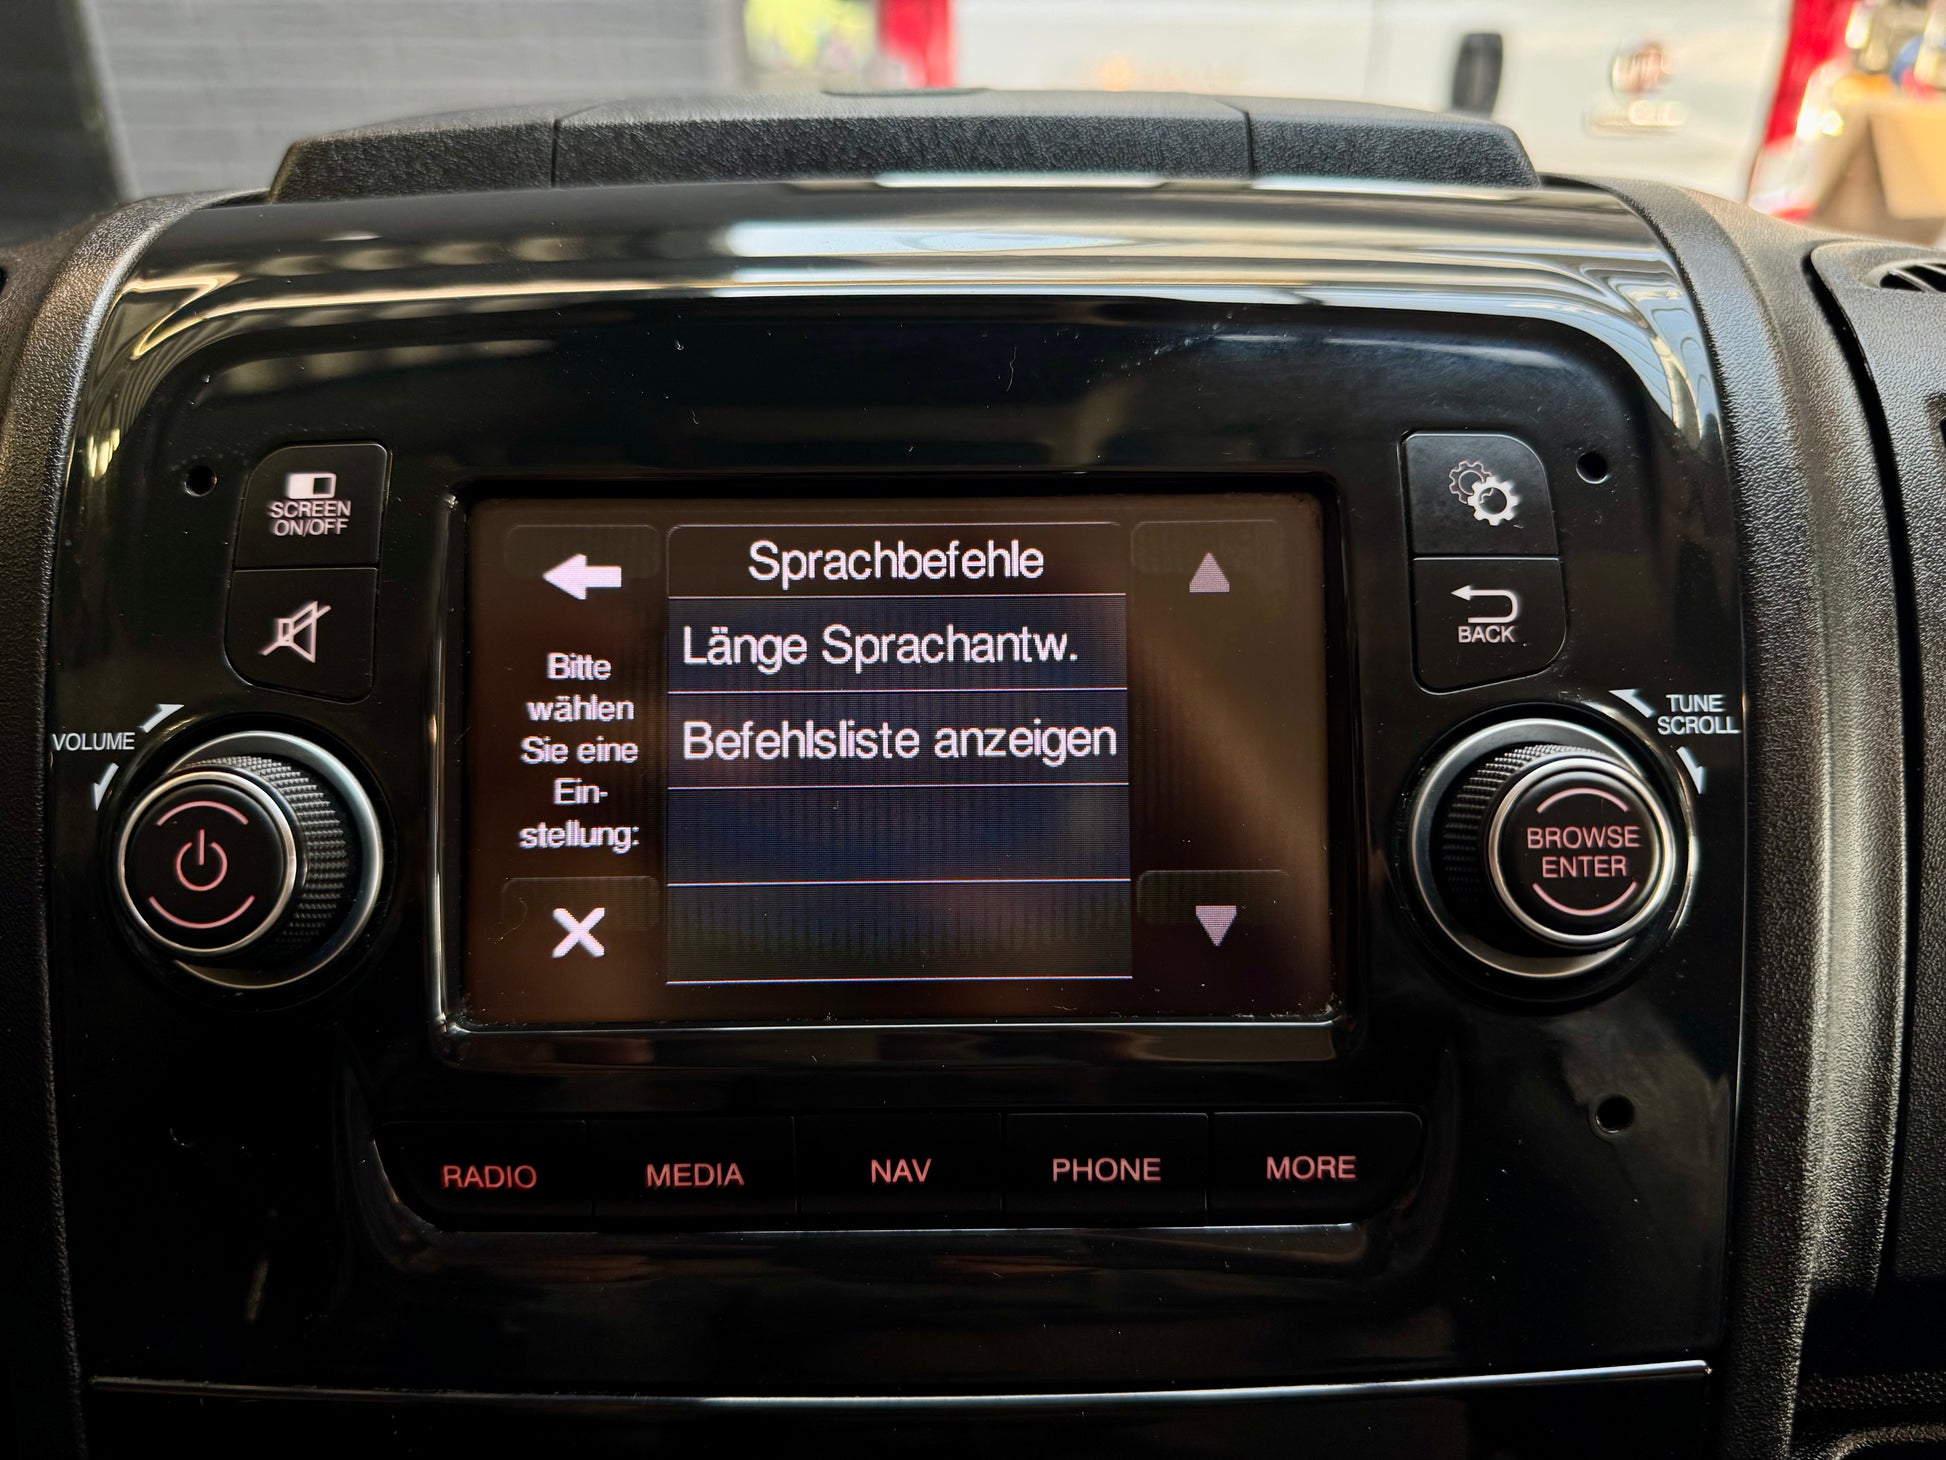 SCREEN
ON/OFF
VOLUME
Sprachbefehle
Länge Sprachantw.
Befehlsliste anzeigen
Bitte
wählen
Sie eine
Ein-
stellung:
BACK
TUNE
SCROLL
BROWSE
ENTER
RADIO
MEDIA
NAV
PHONE
MORE